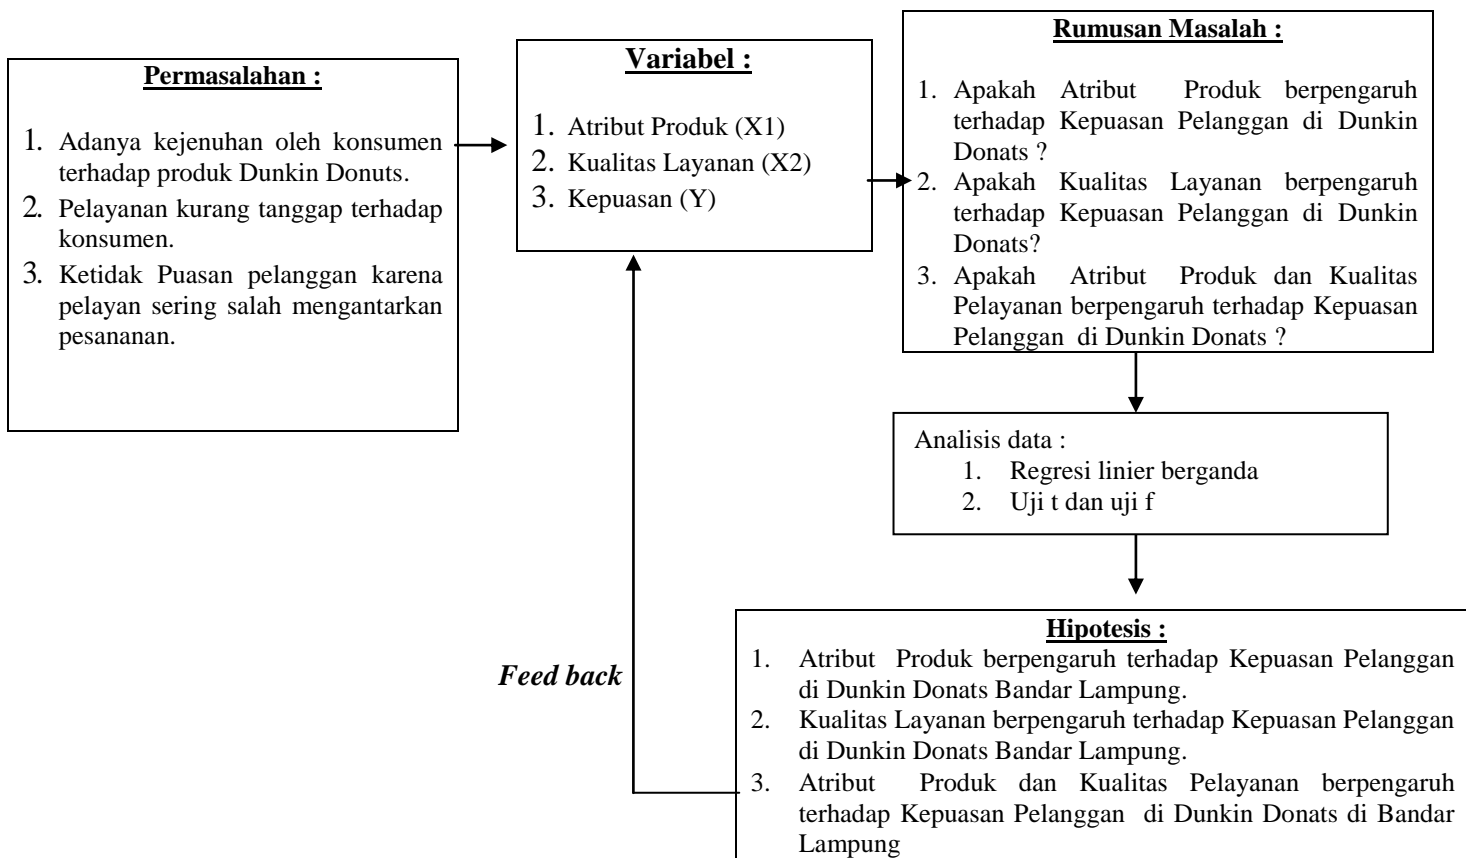 Permasalahan :
1. Adanya kejenuhan oleh konsumen
terhadap produk Dunkin Donuts.
2. Pelayanan kurang tanggap terhadap
konsumen.
3. Ketidak Puasan pelanggan karena
pelayan sering salah mengantarkan
pesananan.
Variabel :
1. Atribut Produk (X1)
2. Kualitas Layanan (X2)
3. Kepuasan (Y)
Rumusan Masalah :
1. Apakah Atribut Produk berpengaruh
terhadap Kepuasan Pelanggan di Dunkin
Donats ?
2. Apakah Kualitas Layanan berpengaruh
terhadap Kepuasan Pelanggan di Dunkin
Donats?
3. Apakah Atribut Produk dan Kualitas
Pelayanan berpengaruh terhadap Kepuasan
Pelanggan di Dunkin Donats ?
Analisis data :
1. Regresi linier berganda
2. Uji t dan uji f
Hipotesis :
1. Atribut Produk berpengaruh terhadap Kepuasan Pelanggan
di Dunkin Donats Bandar Lampung.
2. Kualitas Layanan berpengaruh terhadap Kepuasan Pelanggan
di Dunkin Donats Bandar Lampung.
3. Atribut Produk dan Kualitas Pelayanan berpengaruh
terhadap Kepuasan Pelanggan di Dunkin Donats di Bandar
Lampung
Feed back